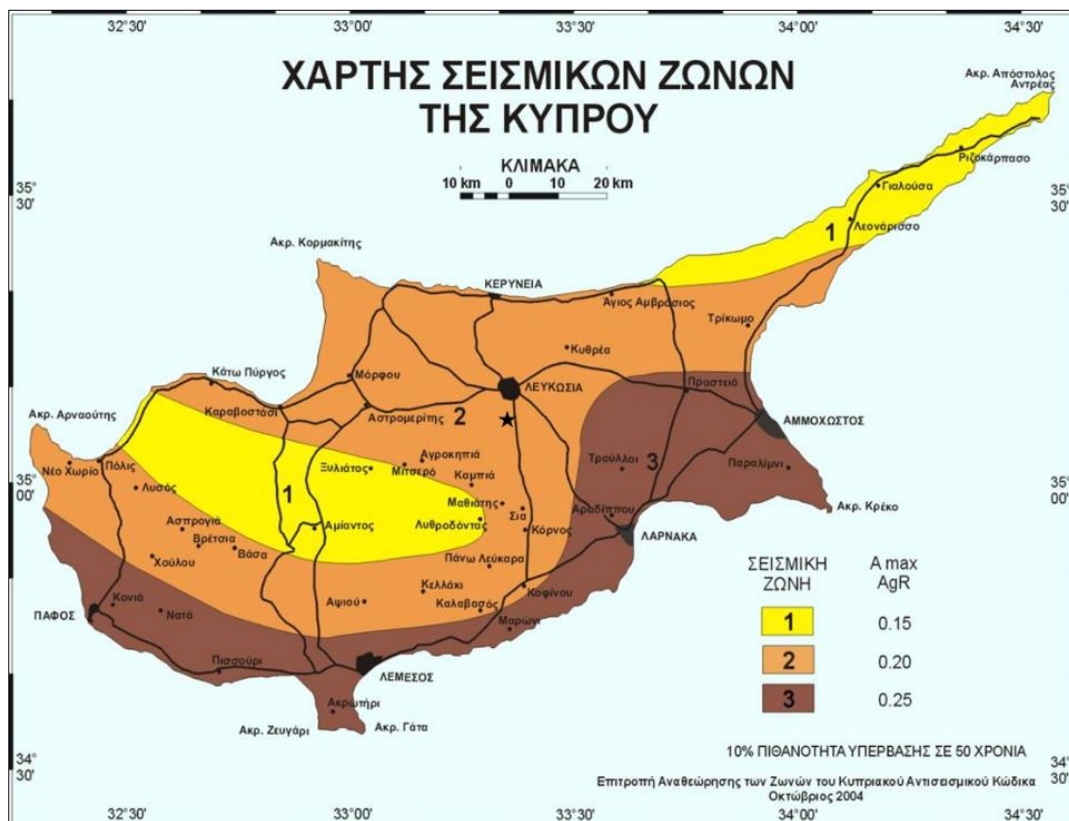 32°30'
33°00'
33°30'
34°00'
34°30'
ΧΑΡΤΗΣ ΣΕΙΣΜΙΚΩΝ ΖΩΝΩΝ
ΤΗΣ ΚΥΠΡΟΥ
ΚΛΙΜΑΚΑ
10 km 0 10 20 km
Ακρ. Απόστολος
Αντρέας
Ριζοκάρπασο
35°
30'
35°
30'
Γιαλούσα
Λεονάρισσο
1
Ακρ. Κορμακίτης
ΚΕΡΥΝΕΙΑ
Άγιος Αμβρόσιος
Τρίκωμο
Κυθρέα
Κάτω Πύργος
Μόρφου
ΛΕΥΚΩΣΙΑ
Πραστειό
Ακρ. Αρναούτης
Καραβοστάσι
Αστρομερίτης
2
ΑΜΜΟΧΩΣΤΟΣ
Νέο Χωρίο
Πόλις
Ξυλιάτος
Αγροκηπιά
Μιτσερό
Καμπιά
Τρούλλοι
3
Παραλίμνι
35°
00'
35°
00'
Λυσός
1
Μαθιάτης
Σια
Αραδίππου
Ακρ. Κρέκο
Ασπρογιά
Αμίαντος
Λυθροδόντας
Κόρνος
ΛΑΡΝΑΚΑ
Βρέτσια
Βάσα
Χούλου
Πάνω Λεύκαρα
Κελλάκι
Κοφίνου
Κονιά
Αψιού
Καλαβασός
ΠΑΦΟΣ
Νατά
Μαρώνι
Πισσούρι
ΛΕΜΕΣΟΣ
Ακρωτήρι
Ακρ. Ζευγάρι
Ακρ. Γάτα
ΣΕΙΣΜΙΚΗ
ΖΩΝΗ
A max
AgR
1 0.15
2 0.20
3 0.25
10% ΠΙΘΑΝΟΤΗΤΑ ΥΠΕΡΒΑΣΗΣ ΣΕ 50 ΧΡΟΝΙΑ
34°
30'
34°
30'
Επιτροπή Αναθεώρησης των Ζωνών του Κυπριακού Αντισεισμικού Κώδικα
Οκτώβριος 2004
32°30'
33°00'
33°30'
34°00'
34°30'